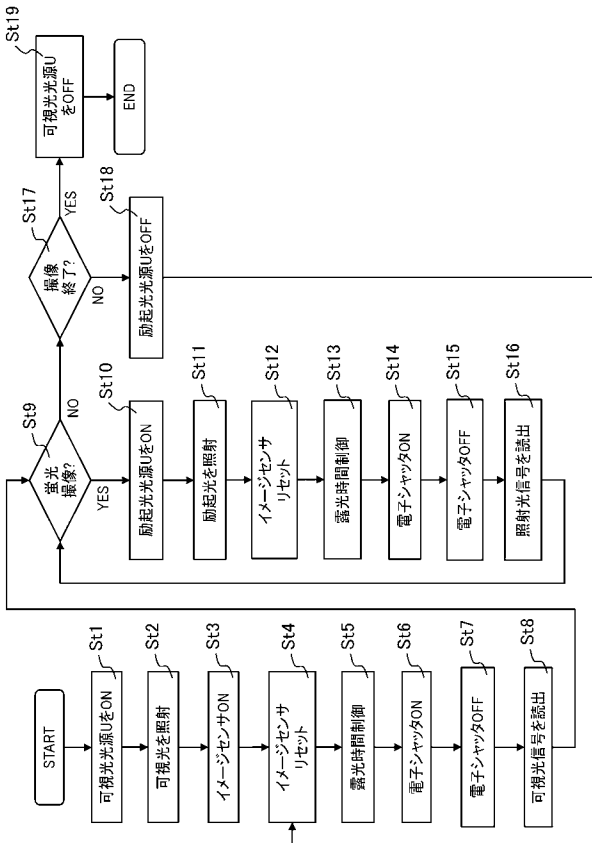 START
可視光光源UをON
St1
可視光を照射
St2
イメージセンサON
St3
イメージセンサ
リセット
St4
露光時間制御
St5
電子シャッタON
St6
電子シャッタOFF
St7
可視光信号を読出
St8
蛍光
撮像?
St9
YES
NO
励起光光源UをON
St10
励起光を照射
St11
イメージセンサ
リセット
St12
露光時間制御
St13
電子シャッタON
St14
電子シャッタOFF
St15
照射光信号を読出
St16
撮像
終了?
St17
YES
NO
励起光光源UをOFF
St18
可視光光源U
をOFF
St19
END